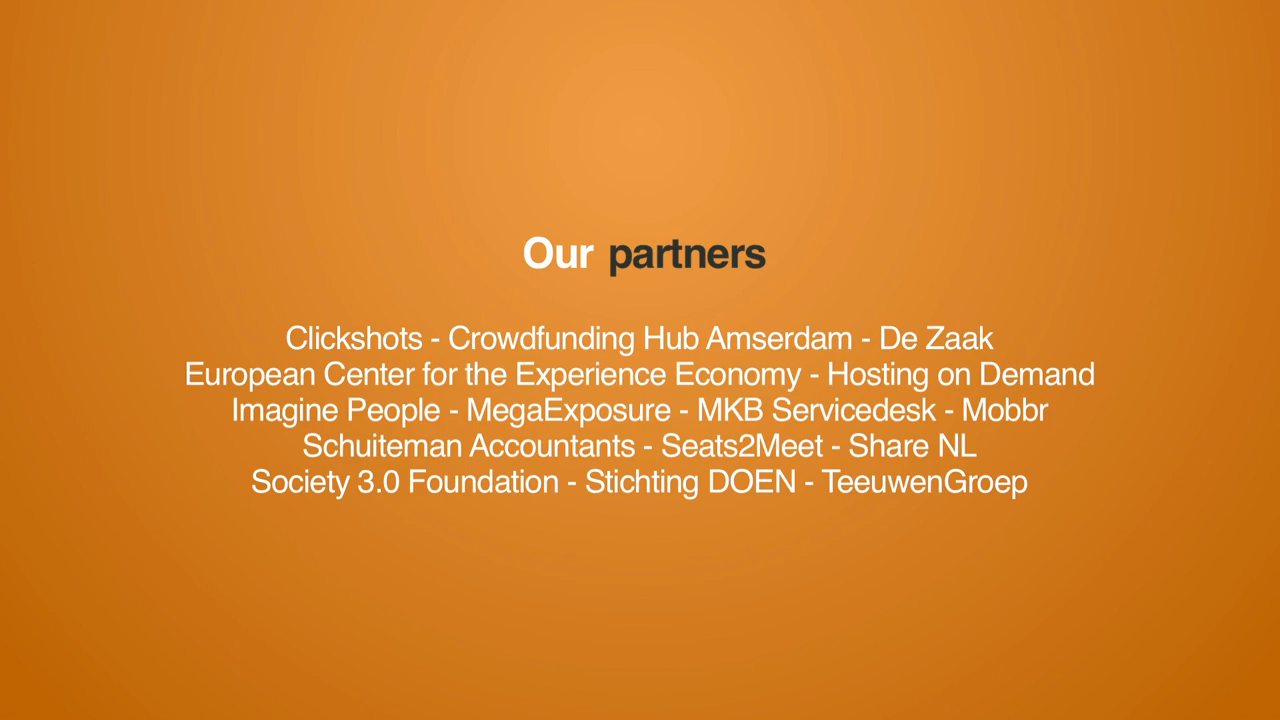 Our partners
Clickshots - Crowdfunding Hub Amserdam - De Zaak
European Center for the Experience Economy - Hosting on Demand
Imagine People - MegaExposure - MKB Servicedesk - Mobbr
Schuiteman Accountants - Seats2Meet - Share NL
Society 3.0 Foundation - Stichting DOEN - TeeuwenGroep